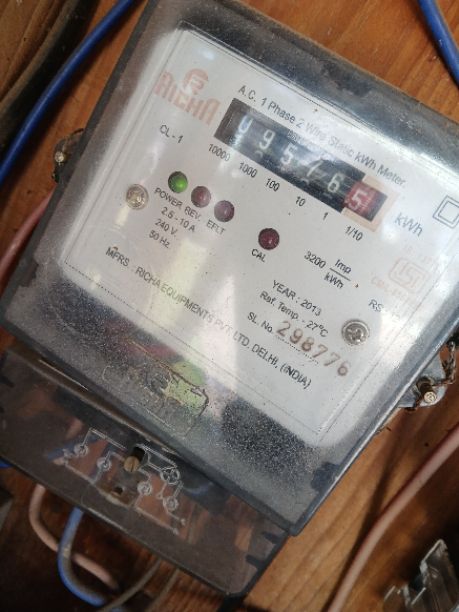 RICHA
A.C. 1 Phase 2 Wire Static kWh Meter
CL - 1
10000 1000 100 10 1 1/10
kWh
POWER REV. EFLT
2.5 - 10 A
240 V.
50 Hz.
CAL
3200 Imp
kWh
YEAR : 2013
Ref. Temp. - 27°C
SL. No. 298776
MFRS. : RICHA EQUIPMENTS PVT. LTD. DELHI, (INDIA)